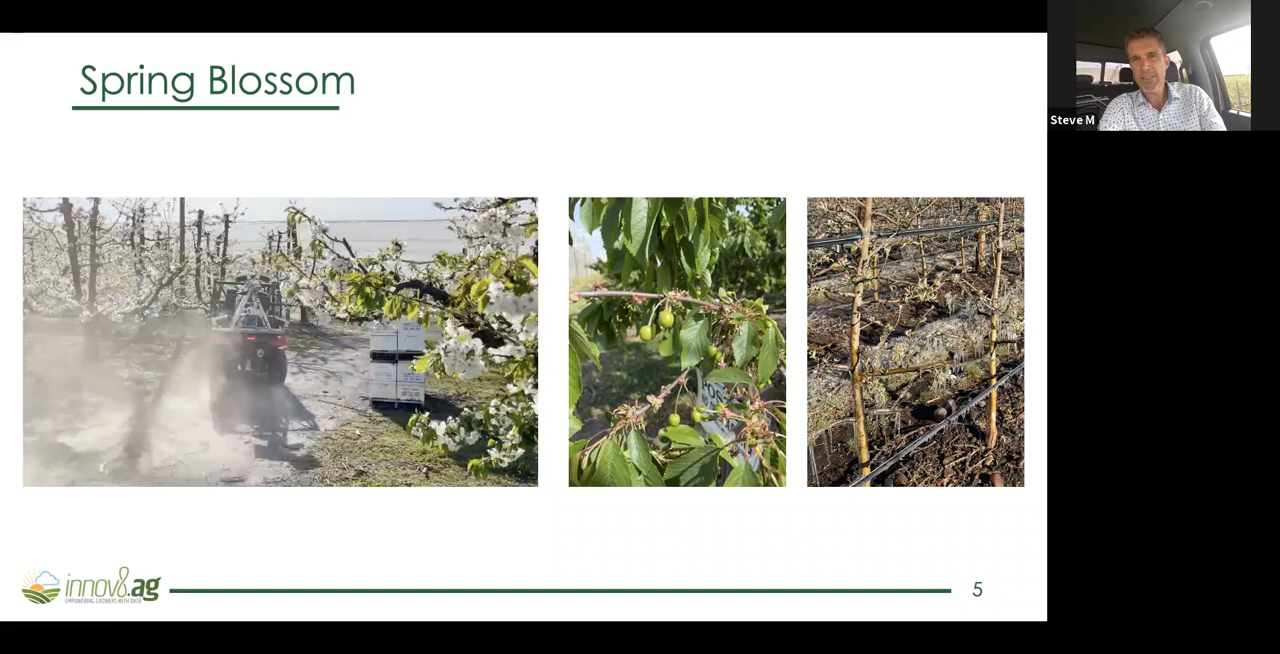 Spring Blossom
Steve M
innov8.ag
EMPOWERING GROWERS WITH DATA
5